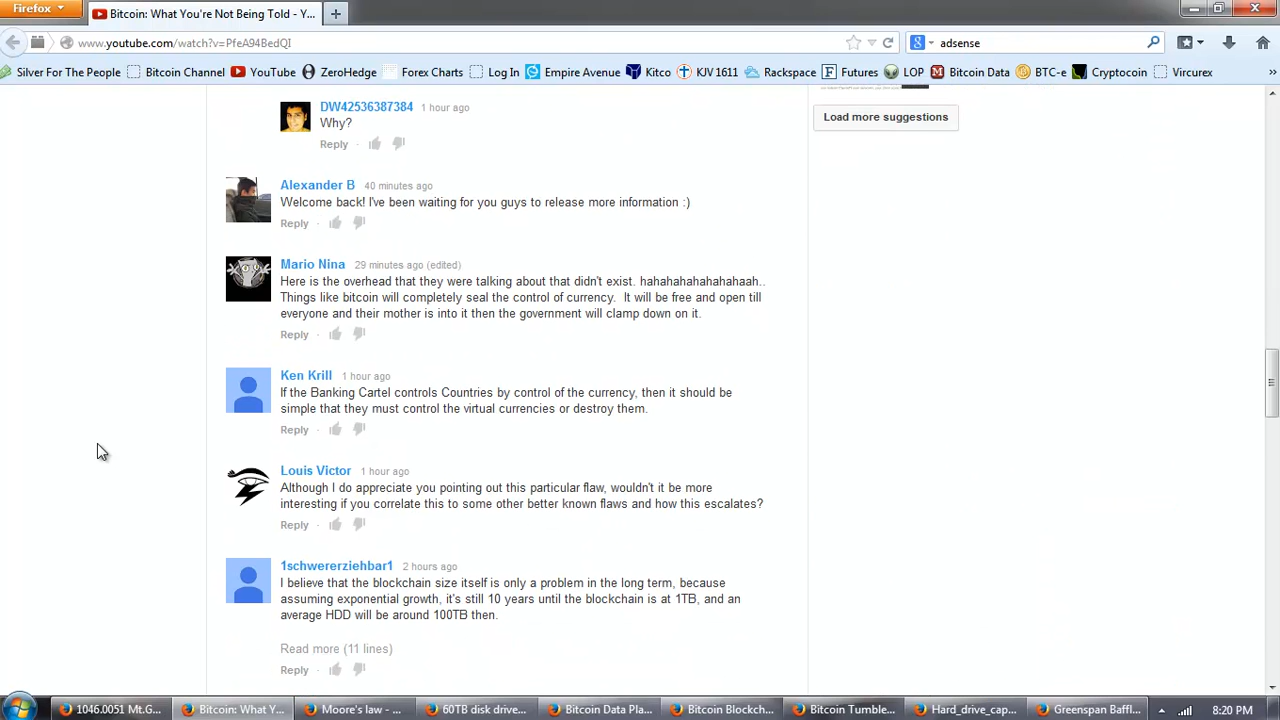 Firefox
Bitcoin: What You're Not Being Told - Y...
www.youtube.com/watch?v=PfeA94BedQI
adsense
Silver For The People Bitcoin Channel YouTube ZeroHedge Forex Charts Log In Empire Avenue Kitco KJV 1611 Rackspace Futures LOP Bitcoin Data BTC-e Cryptocoin Vircurex »
DW42536387384 1 hour ago
Why?
Reply ·
Load more suggestions
Alexander B 40 minutes ago
Welcome back! I've been waiting for you guys to release more information :)
Reply ·
Mario Nina 29 minutes ago (edited)
Here is the overhead that they were talking about that didn't exist. hahahahahahahaah..
Things like bitcoin will completely seal the control of currency. It will be free and open till
everyone and their mother is into it then the government will clamp down on it.
Reply ·
Ken Krill 1 hour ago
If the Banking Cartel controls Countries by control of the currency, then it should be
simple that they must control the virtual currencies or destroy them.
Reply ·
Louis Victor 1 hour ago
Although I do appreciate you pointing out this particular flaw, wouldn't it be more
interesting if you correlate this to some other better known flaws and how this escalates?
Reply ·
1schwererziehbar1 2 hours ago
I believe that the blockchain size itself is only a problem in the long term, because
assuming exponential growth, it's still 10 years until the blockchain is at 1TB, and an
average HDD will be around 100TB then.
Read more (11 lines)
Reply ·
1046.0051 Mt.G... Bitcoin: What Y... Moore's law - ... 60TB disk drive... Bitcoin Data Pla... Bitcoin Blockch... Bitcoin Tumble... Hard_drive_cap... Greenspan Baffl... 8:20 PM